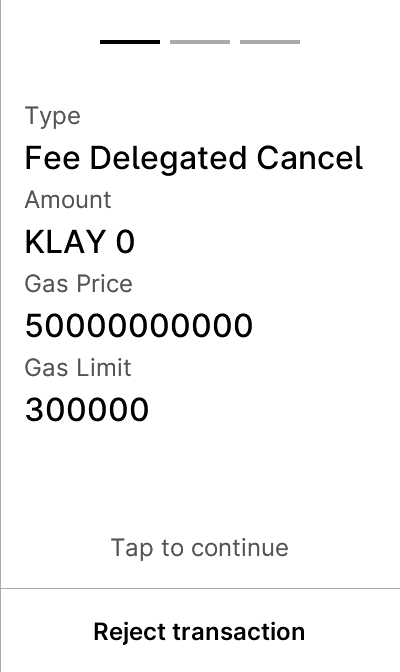 Type
Fee Delegated Cancel
Amount
KLAY 0
Gas Price
50000000000
Gas Limit
300000
Tap to continue
Reject transaction